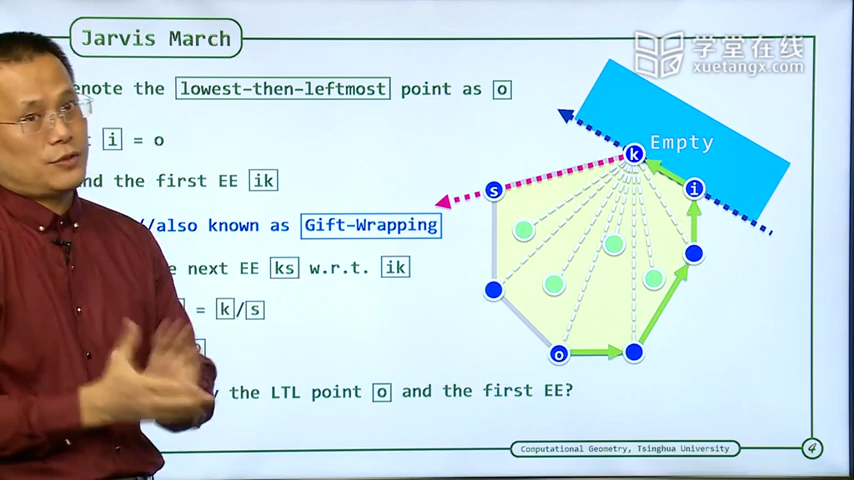 Jarvis March
学堂在线
xuetangx.com
enote the lowest-then-leftmost point as o
i = o
nd the first EE ik
//also known as Gift-Wrapping
e next EE ks w.r.t. ik
= k/s
the LTL point o and the first EE?
Empty
k
s
i
o
Computational Geometry, Tsinghua University
4